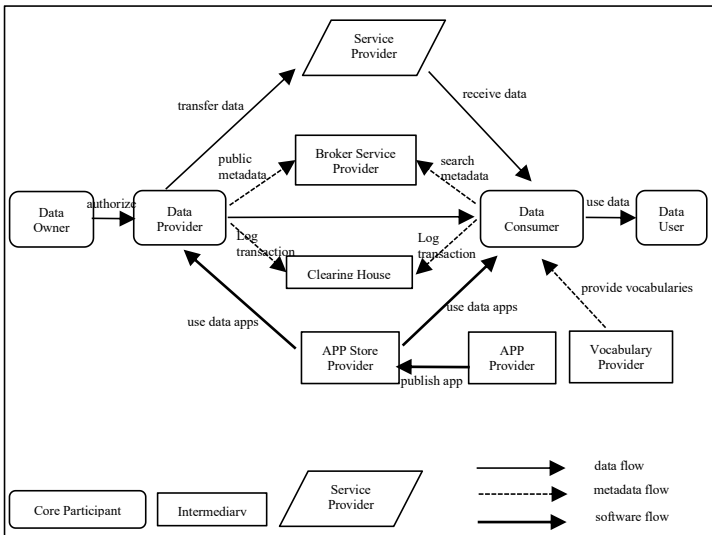 Service
Provider
transfer data
receive data
public
metadata
Broker Service
Provider
search
metadata
Data
Owner
authorize
Data
Provider
Data
Consumer
use data
Data
User
Log
transaction
Clearing House
Log
transaction
provide vocabularies
use data apps
use data apps
APP Store
Provider
publish app
APP
Provider
Vocabulary
Provider
Core Participant
Intermediary
Service
Provider
data flow
metadata flow
software flow